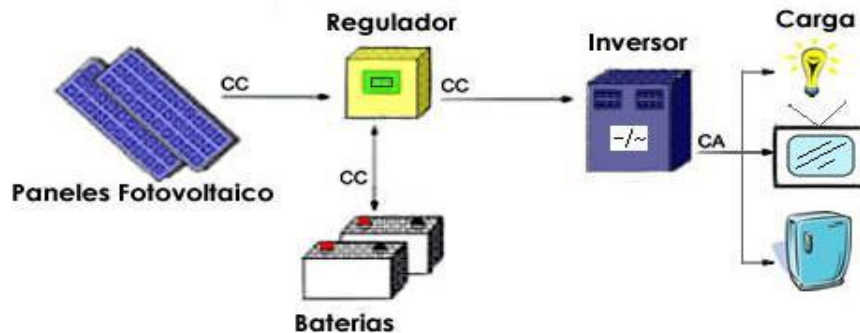 Regulador
Inversor
Carga
CC
CC
CC
CA
-/~
Paneles Fotovoltaico
Baterias